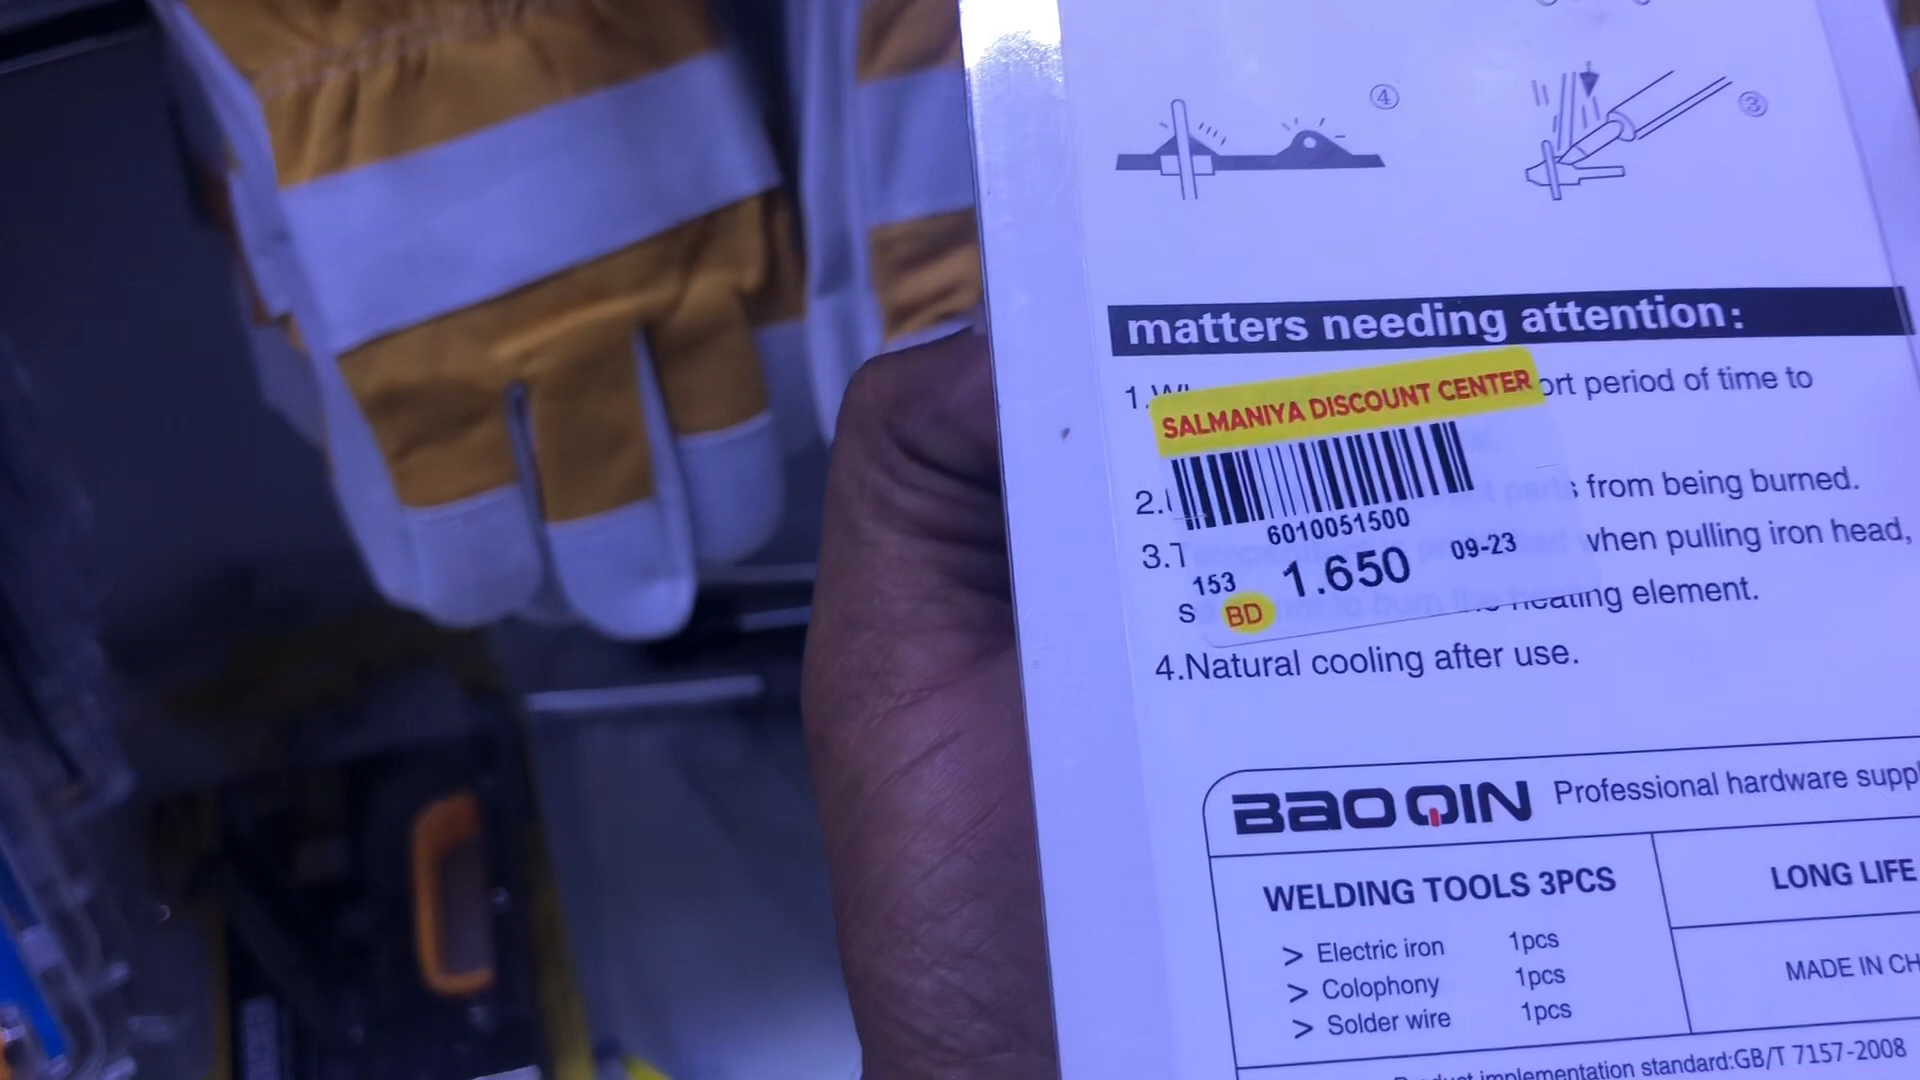 ④
③
matters needing attention:
1. ort period of time to
SALMANIYA DISCOUNT CENTER
2. from being burned.
6010051500
3.T when pulling iron head,
153 1.650 09-23
S BD heating element.
4.Natural cooling after use.
BAOQIN Professional hardware suppl
WELDING TOOLS 3PCS
LONG LIFE
> Electric iron 1pcs
> Colophony 1pcs
> Solder wire 1pcs
MADE IN CH
implementation standard:GB/T 7157-2008